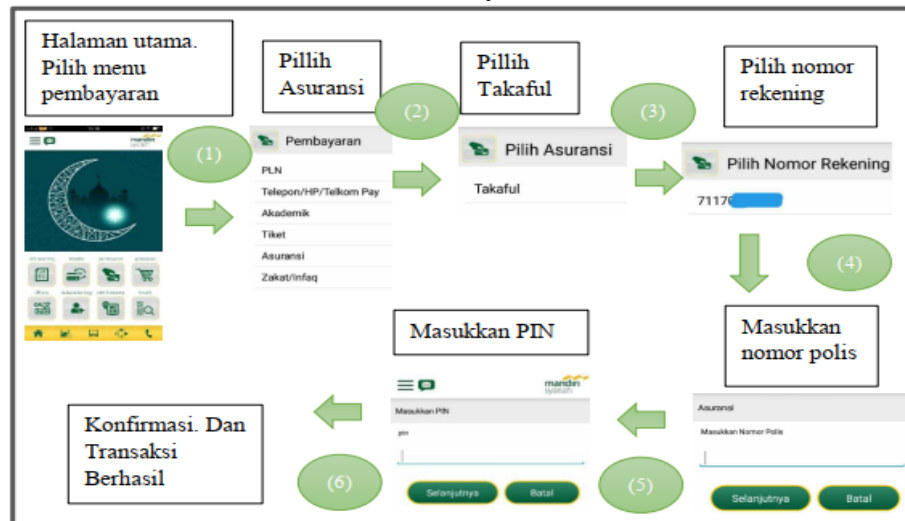 Halaman utama.
Pilih menu
pembayaran
Pillih
Asuransi
Pillih
Takaful
Pilih nomor
rekening
(1)
(2)
(3)
mandiri
Pembayaran
PLN
Telepon/HP/Telkom Pay
Akademik
Tiket
Asuransi
Zakat/Infaq
Pilih Asuransi
Takaful
Pilih Nomor Rekening
7117
(4)
Masukkan
nomor polis
Asuransi
Masukkan Nomor Polis
Selanjutnya Batal
(5)
Masukkan PIN
mandiri
syariah
Masukkan PIN
pin
Selanjutnya Batal
(6)
Konfirmasi. Dan
Transaksi
Berhasil